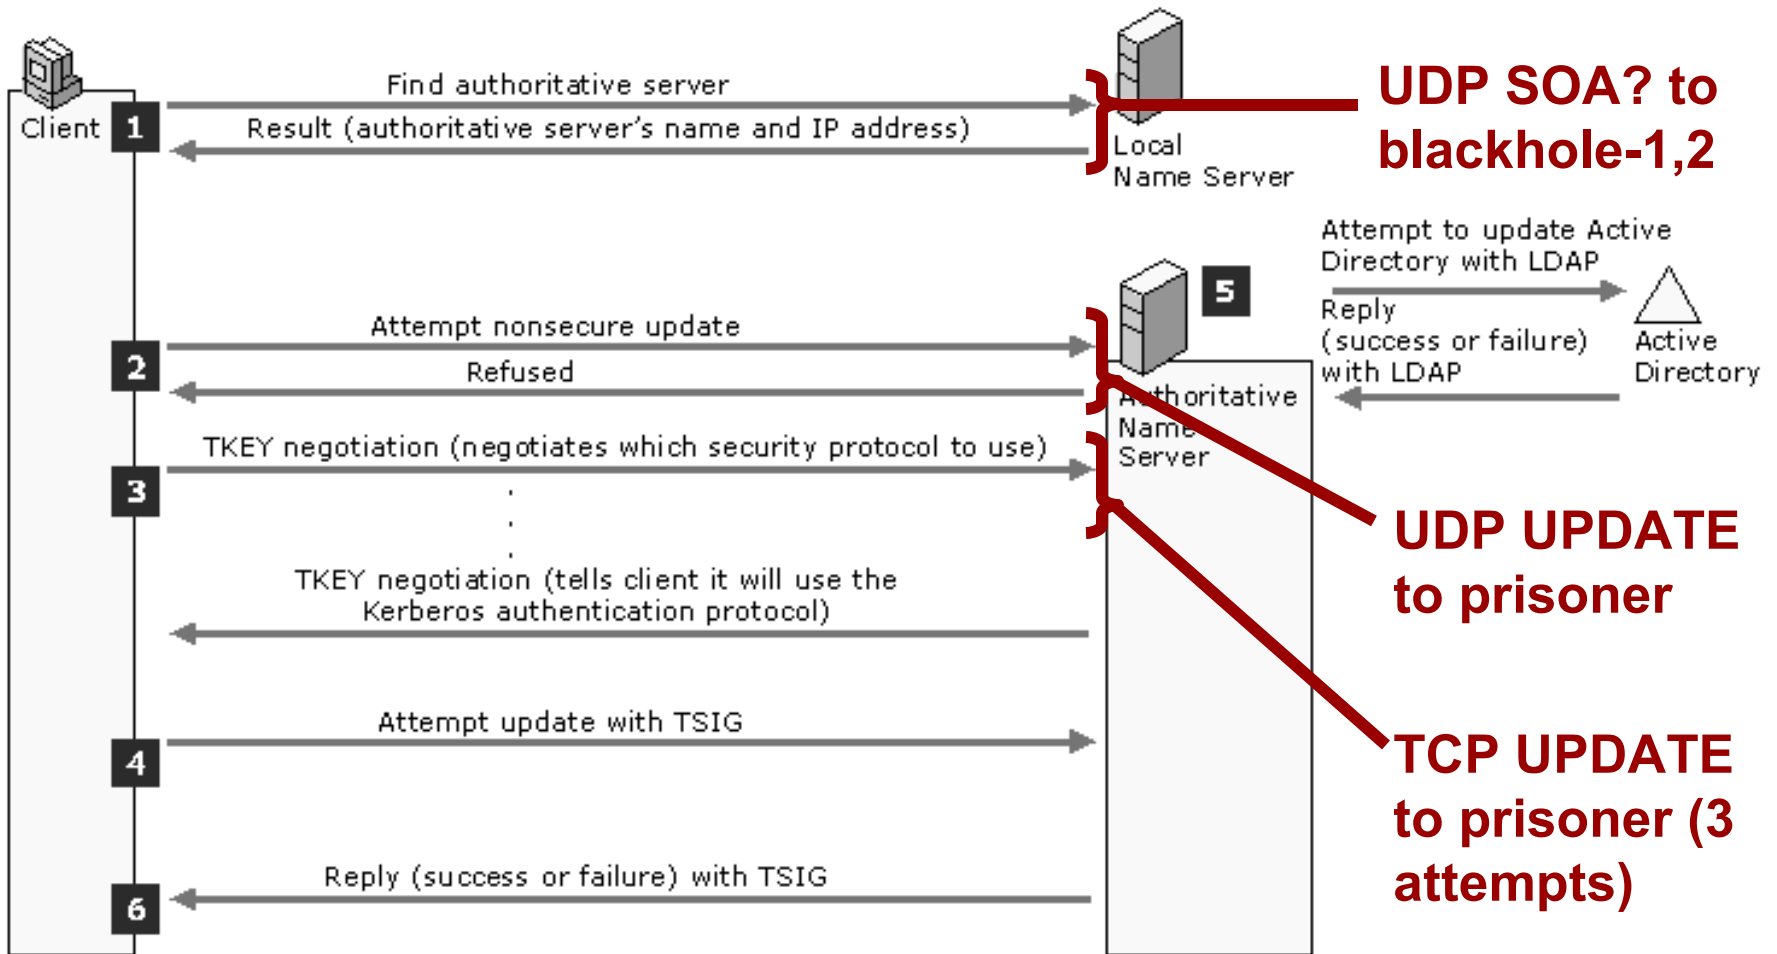 Client
1
Find authoritative server
Result (authoritative server's name and IP address)
Local
Name Server
UDP SOA? to
blackhole-1,2
Attempt to update Active
Directory with LDAP
5
Reply
(success or failure)
with LDAP
Active
Directory
2
Attempt nonsecure update
Refused
Authoritative
Name
Server
3
TKEY negotiation (negotiates which security protocol to use)
.
.
.
TKEY negotiation (tells client it will use the
Kerberos authentication protocol)
UDP UPDATE
to prisoner
4
Attempt update with TSIG
TCP UPDATE
to prisoner (3
attempts)
6
Reply (success or failure) with TSIG